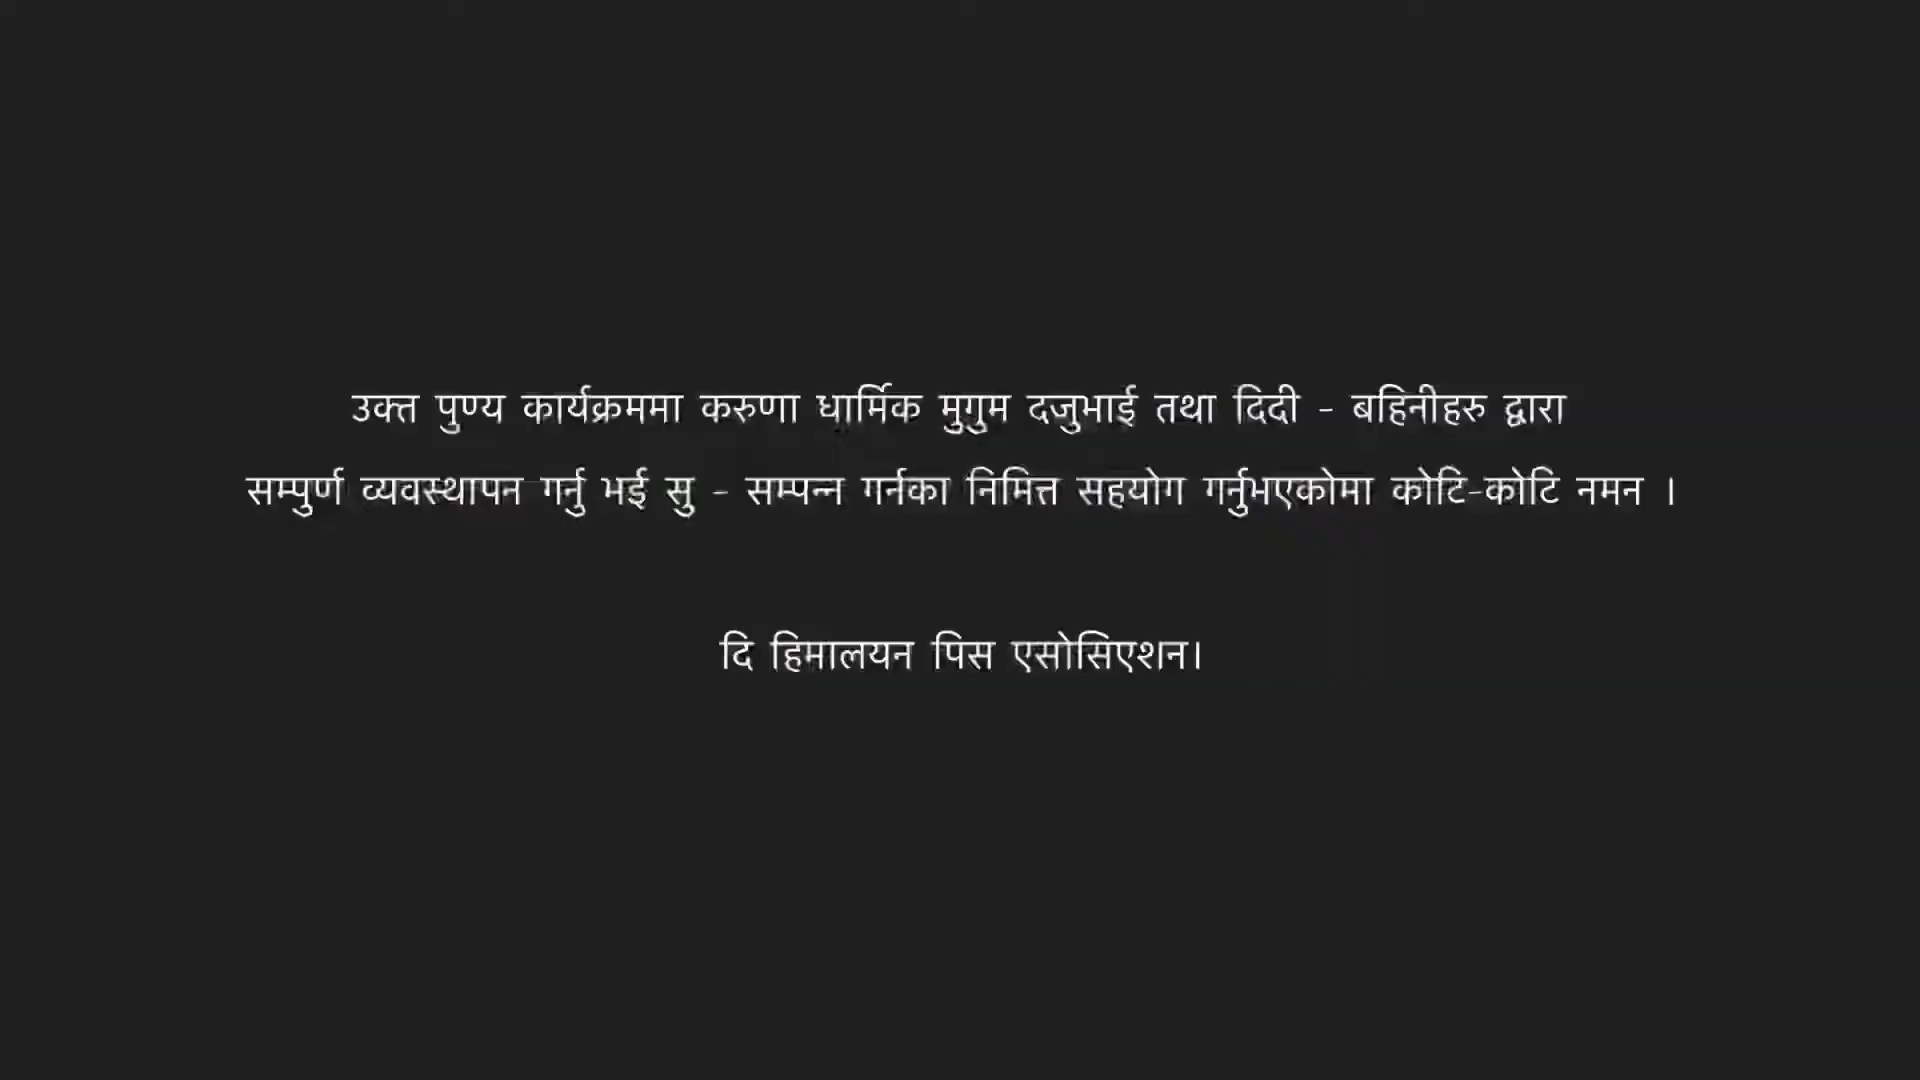 उक्त पुण्य कार्यक्रममा करुणा धार्मिक मुगुम दजुभाई तथा दिदी - बहिनीहरु द्वारा
सम्पुर्ण व्यवस्थापन गर्नु भई सु - सम्पन्न गर्नका निमित्त सहयोग गर्नुभएकोमा कोटि-कोटि नमन ।
दि हिमालयन पिस एसोसिएशन।